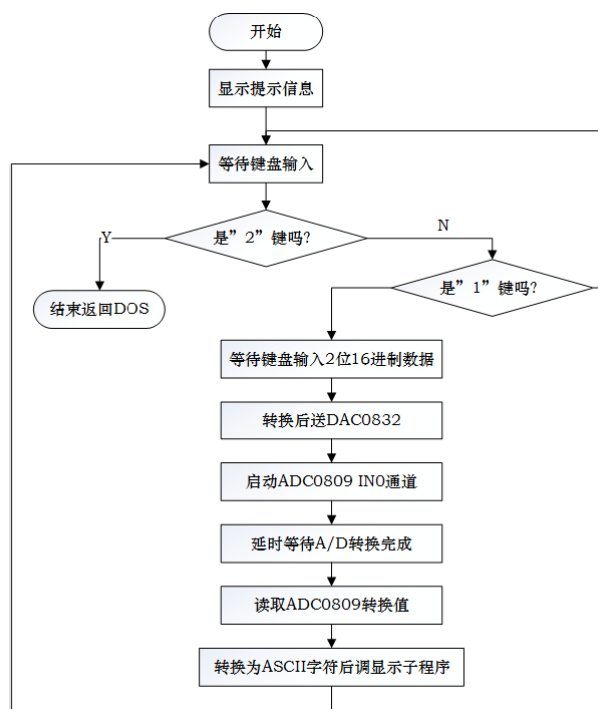 开始
显示提示信息
等待键盘输入
是”2”键吗?
Y
N
结束返回DOS
是”1”键吗?
等待键盘输入2位16进制数据
转换后送DAC0832
启动ADC0809 IN0通道
延时等待A/D转换完成
读取ADC0809转换值
转换为ASCII字符后调显示子程序